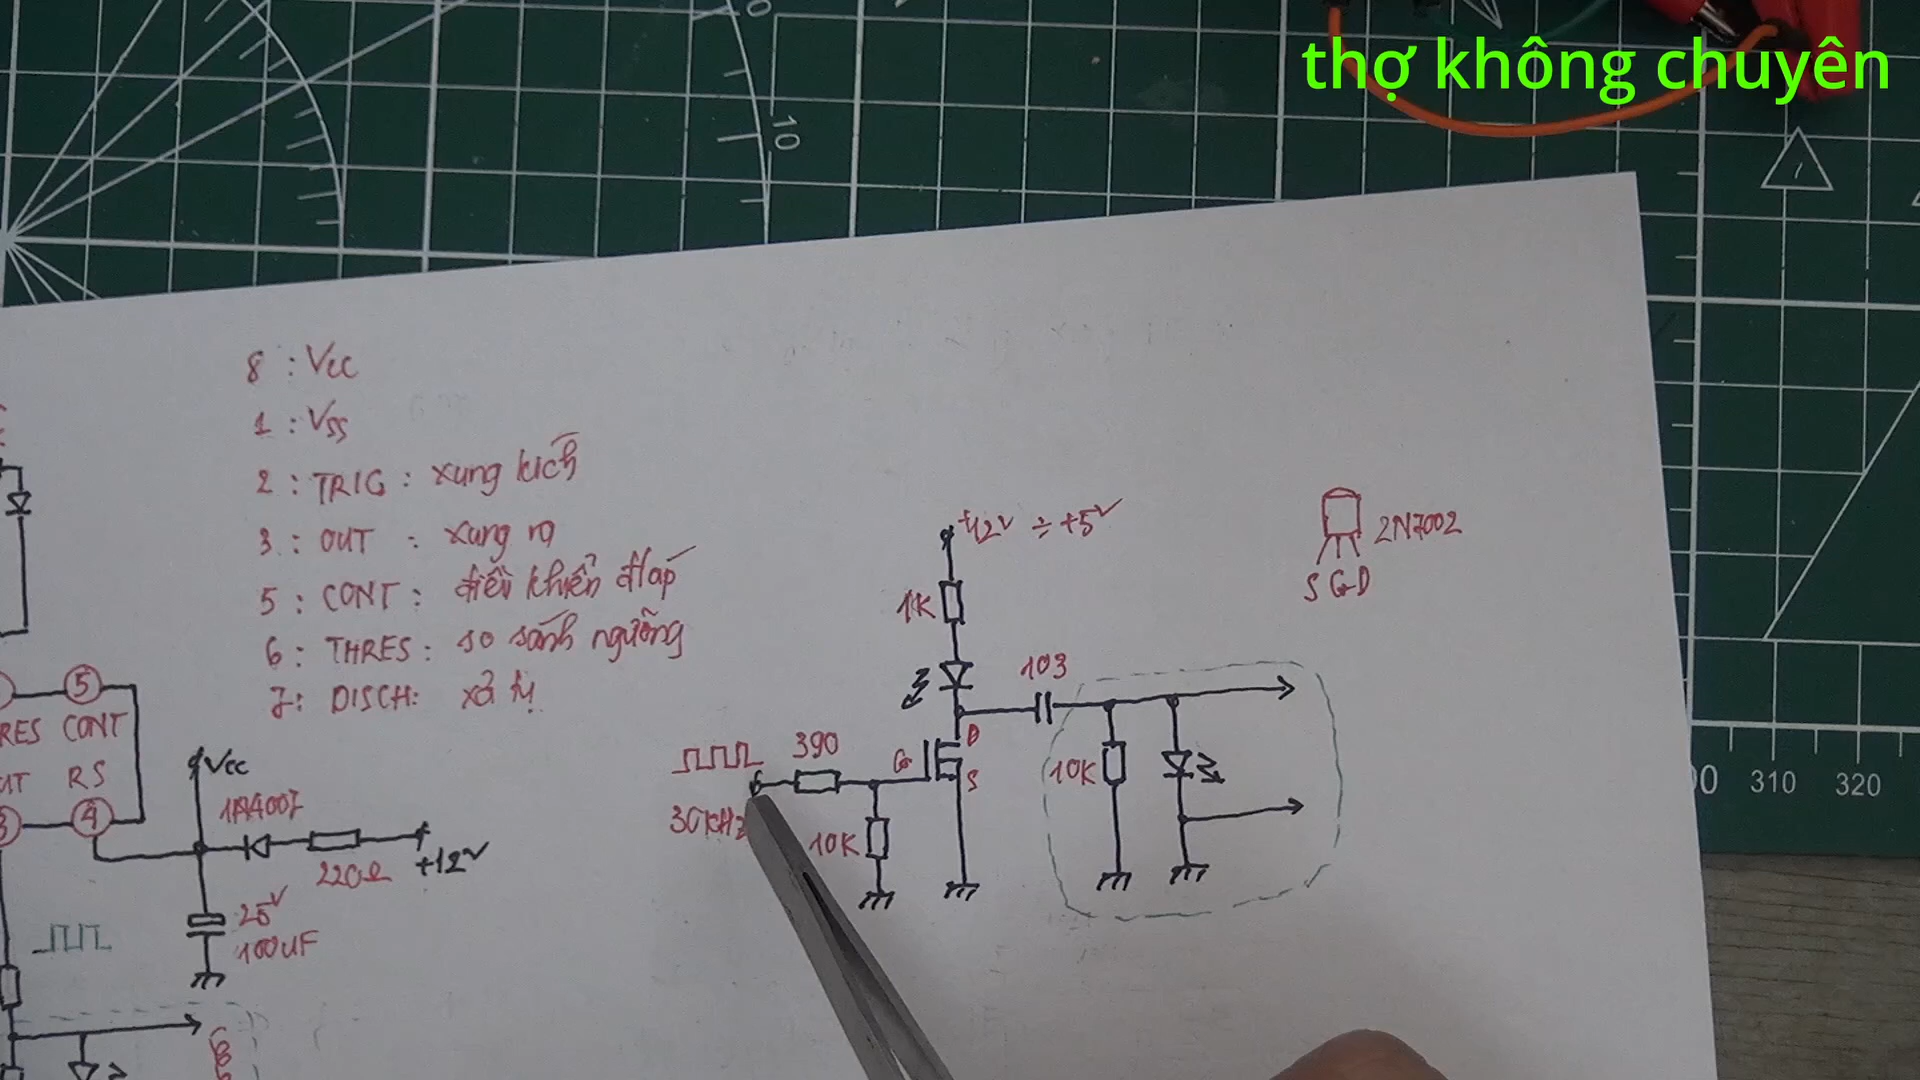 thợ không chuyên
10
8 : Vcc
1 : Vss
2 : TRIG : xung kích
3 : OUT : xung ra
5 : CONT : điều khiển đ/áp
6 : THRES : so sánh ngưỡng
7 : DISCH : xả tụ
5
RES CONT
RS
4
Vcc
1N4007
220Ω
+12V
25V
100uF
+12V ÷ +5V
1K
103
390
G
D
S
30KHz
10K
10K
2N7002
S G D
310 320